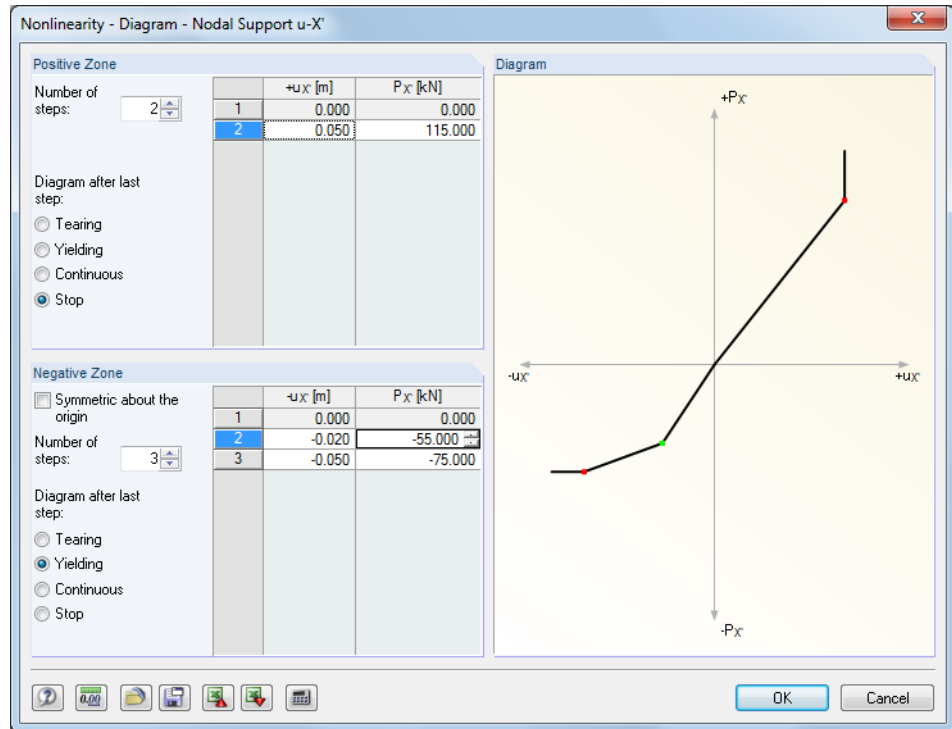 Nonlinearity - Diagram - Nodal Support u-X'
Positive Zone
Number of
steps: 2
+uX' [m] PX' [kN]
1 0.000 0.000
2 0.050 115.000
Diagram after last
step:
Tearing
Yielding
Continuous
Stop
Negative Zone
Symmetric about the
origin
Number of
steps: 3
-uX' [m] PX' [kN]
1 0.000 0.000
2 -0.020 -55.000
3 -0.050 -75.000
Diagram after last
step:
Tearing
Yielding
Continuous
Stop
Diagram
+PX'
-uX' +uX'
-PX'
? 0.00 OK Cancel